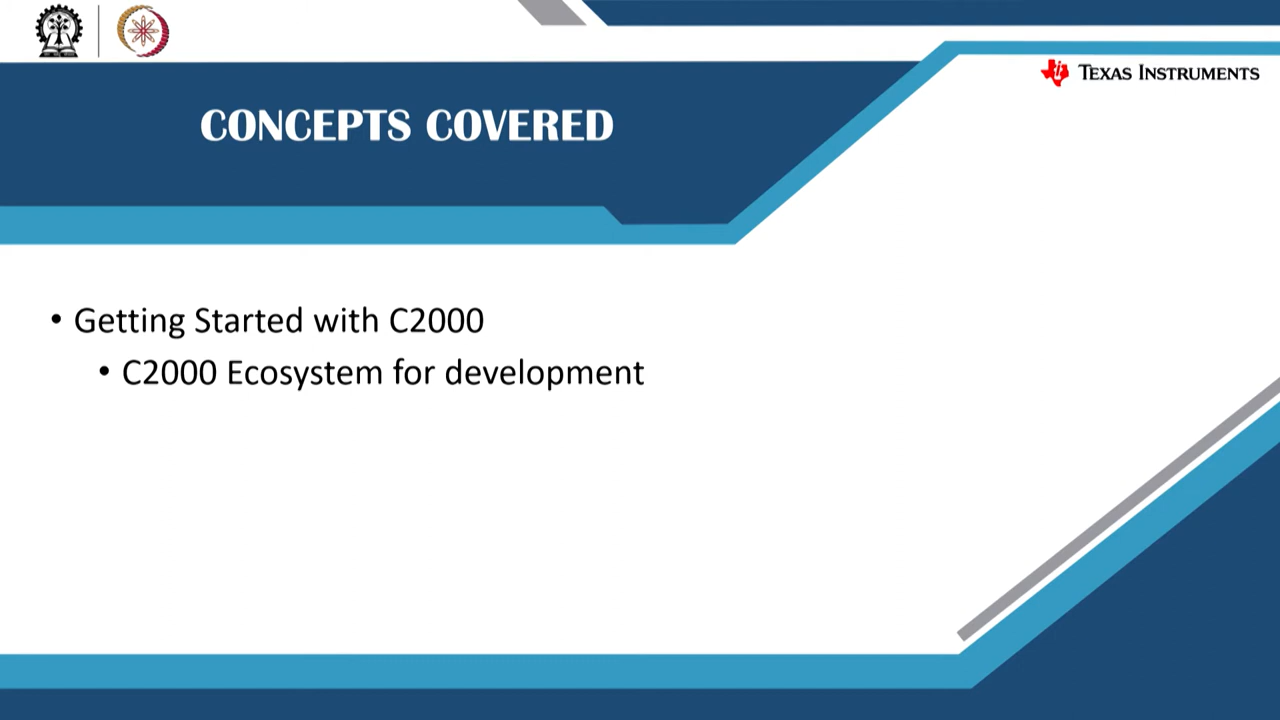 TEXAS INSTRUMENTS
CONCEPTS COVERED
• Getting Started with C2000
• C2000 Ecosystem for development